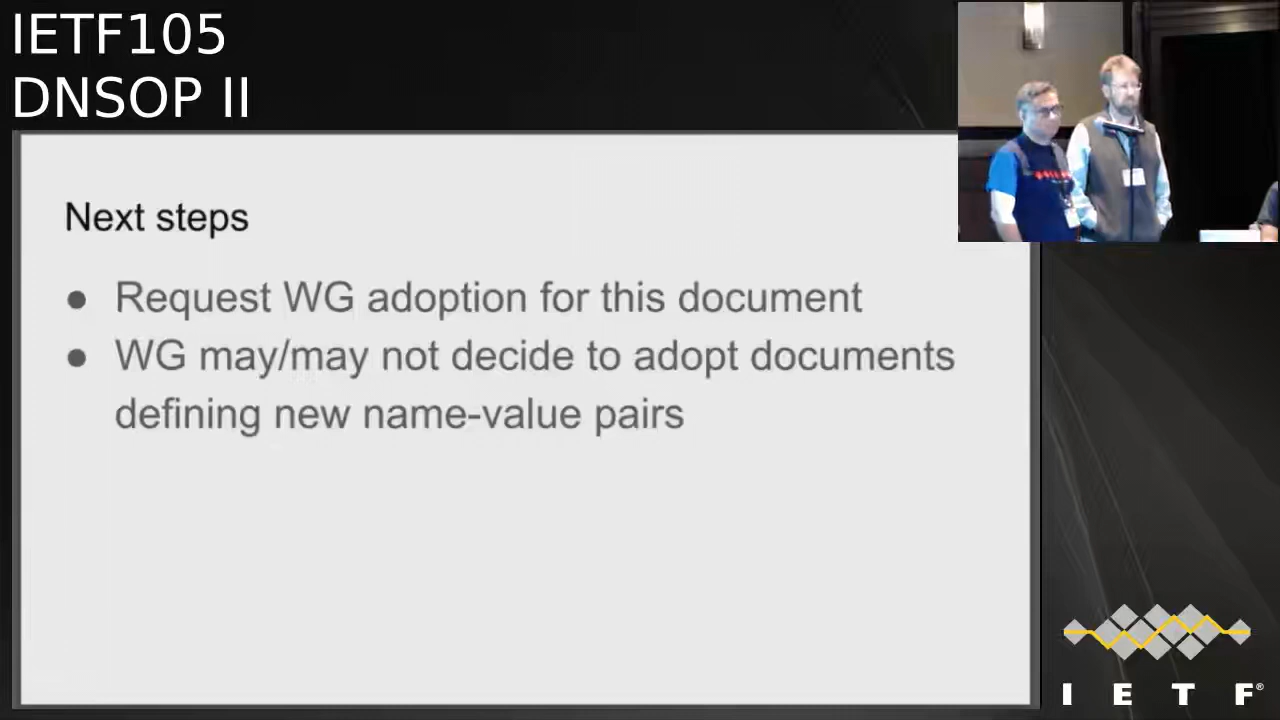 IETF105
DNSOP II
Next steps
● Request WG adoption for this document
● WG may/may not decide to adopt documents
defining new name-value pairs
I E T F®